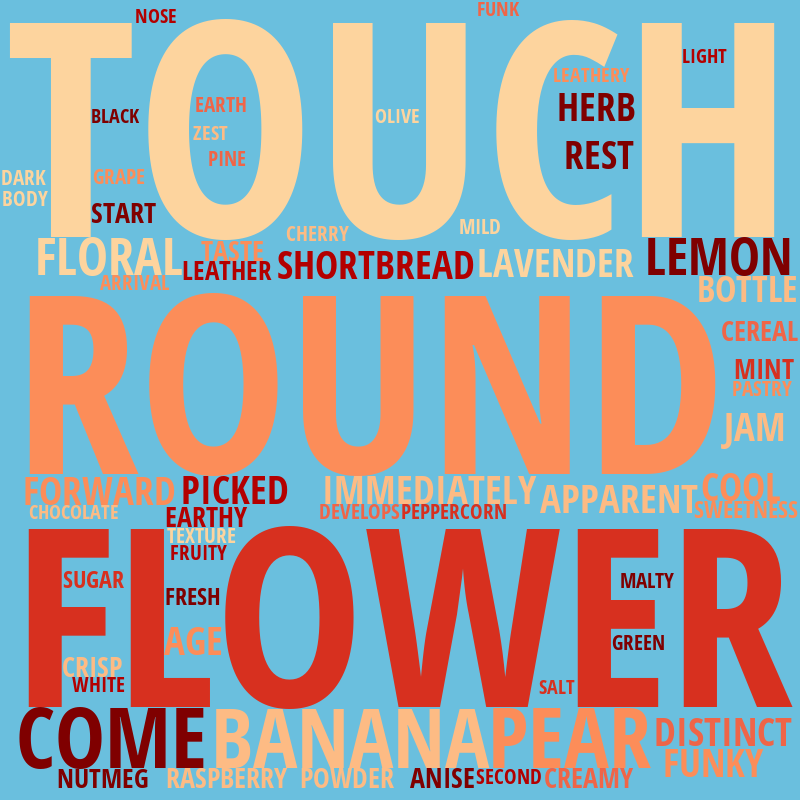 NOSE
FUNK
TOUCH
LIGHT
LEATHERY
EARTH
HERB
BLACK
OLIVE
ZEST
REST
PINE
DARK
GRAPE
BODY
START
CHERRY
MILD
FLORAL
TASTE
LEATHER
SHORTBREAD
LAVENDER
LEMON
ARRIVAL
BOTTLE
ROUND
CEREAL
MINT
PASTRY
JAM
FORWARD
PICKED
IMMEDIATELY
APPARENT
COOL
CHOCOLATE
EARTHY
DEVELOPS
PEPPERCORN
SWEETNESS
TEXTURE
FRUITY
FLOWER
SUGAR
MALTY
FRESH
AGE
GREEN
CRISP
WHITE
SALT
COME
BANANA
PEAR
DISTINCT
FUNKY
NUTMEG
RASPBERRY
POWDER
ANISE
SECOND
CREAMY